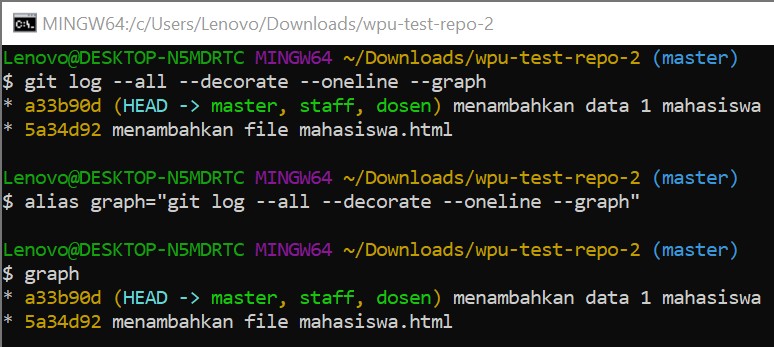 MINGW64:/c/Users/Lenovo/Downloads/wpu-test-repo-2
Lenovo@DESKTOP-N5MDRTC MINGW64 ~/Downloads/wpu-test-repo-2 (master)
$ git log --all --decorate --oneline --graph
* a33b90d (HEAD -> master, staff, dosen) menambahkan data 1 mahasiswa
* 5a34d92 menambahkan file mahasiswa.html
Lenovo@DESKTOP-N5MDRTC MINGW64 ~/Downloads/wpu-test-repo-2 (master)
$ alias graph="git log --all --decorate --oneline --graph"
Lenovo@DESKTOP-N5MDRTC MINGW64 ~/Downloads/wpu-test-repo-2 (master)
$ graph
* a33b90d (HEAD -> master, staff, dosen) menambahkan data 1 mahasiswa
* 5a34d92 menambahkan file mahasiswa.html